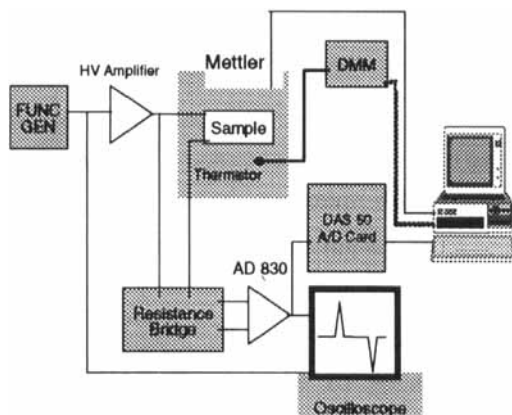 HV Amplifier
Mettler
DMM
FUNC
GEN
Sample
Thermistor
DAS 50
A/D Card
AD 830
Resistance
Bridge
Oscilloscope